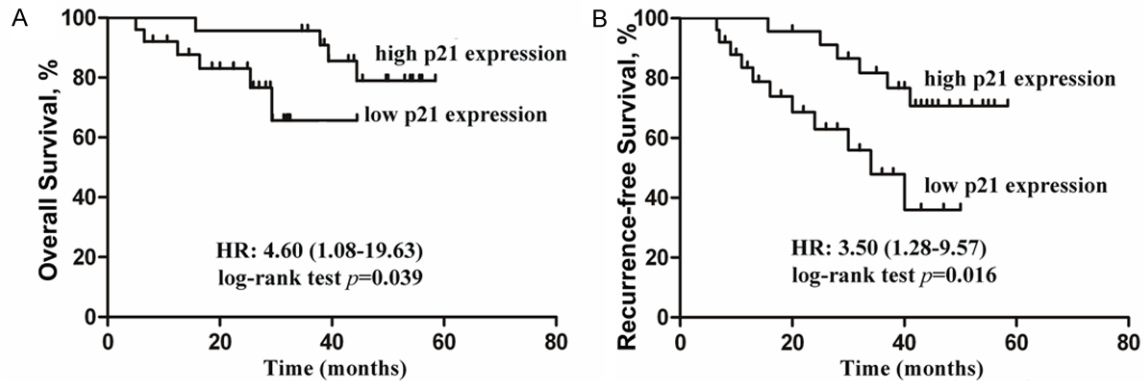 A
Overall Survival, %
100
80
60
40
20
0
high p21 expression
low p21 expression
HR: 4.60 (1.08-19.63)
log-rank test p=0.039
0 20 40 60 80
Time (months)
B
Recurrence-free Survival, %
100
80
60
40
20
0
high p21 expression
low p21 expression
HR: 3.50 (1.28-9.57)
log-rank test p=0.016
0 20 40 60 80
Time (months)